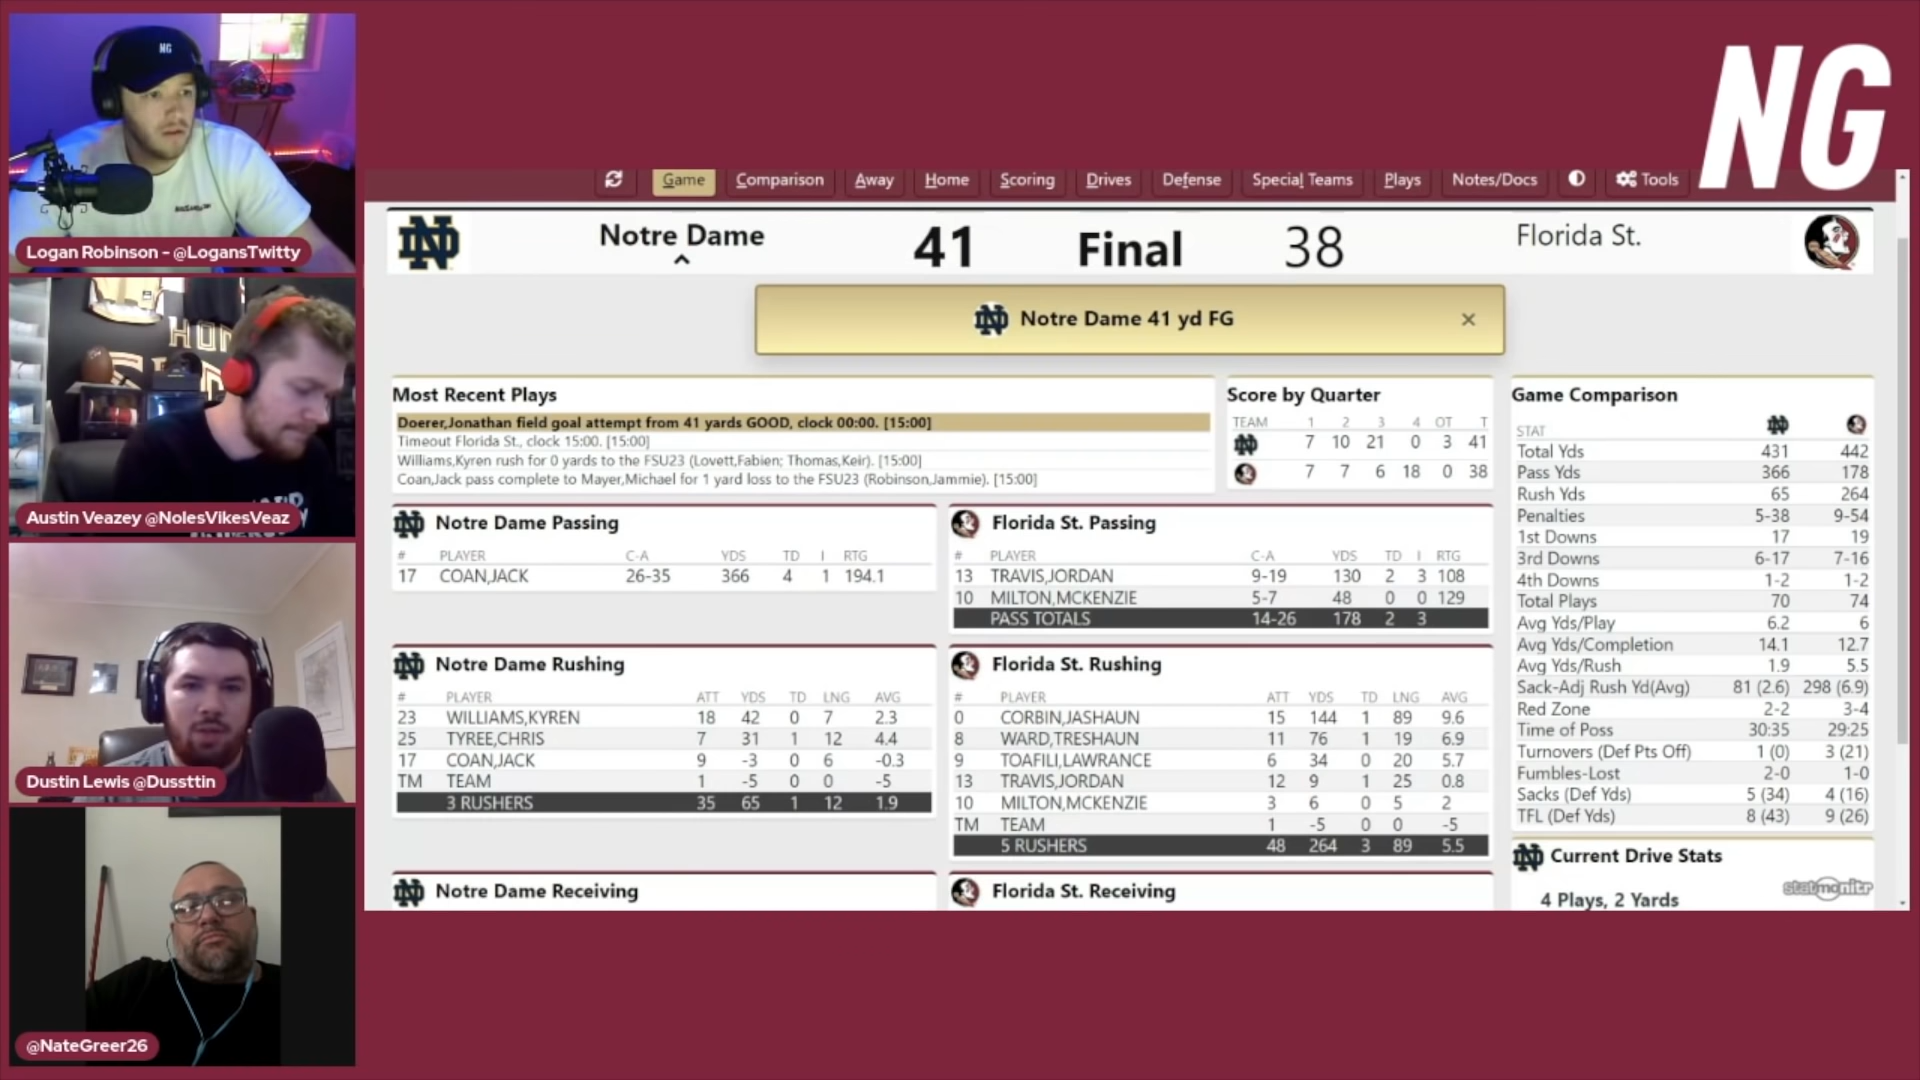 NG
NG
Logan Robinson - @LogansTwitty
Austin Veazey @NolesVikesVeaz
Dustin Lewis @Dussttin
@NateGreer26
Game Comparison Away Home Scoring Drives Defense Special Teams Plays Notes/Docs Tools
Notre Dame 41 Final 38 Florida St.
Notre Dame 41 yd FG ×
Most Recent Plays
Doerer,Jonathan field goal attempt from 41 yards GOOD, clock 00:00. [15:00]
Timeout Florida St., clock 15:00. [15:00]
Williams,Kyren rush for 0 yards to the FSU23 (Lovett,Fabien; Thomas,Keir). [15:00]
Coan,Jack pass complete to Mayer,Michael for 1 yard loss to the FSU23 (Robinson,Jammie). [15:00]
Score by Quarter
TEAM 1 2 3 4 OT T
7 10 21 0 3 41
7 7 6 18 0 38
Notre Dame Passing
# PLAYER C-A YDS TD I RTG
17 COAN,JACK 26-35 366 4 1 194.1
Florida St. Passing
# PLAYER C-A YDS TD I RTG
13 TRAVIS,JORDAN 9-19 130 2 3 108
10 MILTON,MCKENZIE 5-7 48 0 0 129
PASS TOTALS 14-26 178 2 3
Notre Dame Rushing
# PLAYER ATT YDS TD LNG AVG
23 WILLIAMS,KYREN 18 42 0 7 2.3
25 TYREE,CHRIS 7 31 1 12 4.4
17 COAN,JACK 9 -3 0 6 -0.3
TM TEAM 1 -5 0 0 -5
3 RUSHERS 35 65 1 12 1.9
Florida St. Rushing
# PLAYER ATT YDS TD LNG AVG
0 CORBIN,JASHAUN 15 144 1 89 9.6
8 WARD,TRESHAUN 11 76 1 19 6.9
9 TOAFILI,LAWRANCE 6 34 0 20 5.7
13 TRAVIS,JORDAN 12 9 1 25 0.8
10 MILTON,MCKENZIE 3 6 0 5 2
TM TEAM 1 -5 0 0 -5
5 RUSHERS 48 264 3 89 5.5
Notre Dame Receiving
Florida St. Receiving
Game Comparison
STAT
Total Yds 431 442
Pass Yds 366 178
Rush Yds 65 264
Penalties 5-38 9-54
1st Downs 17 19
3rd Downs 6-17 7-16
4th Downs 1-2 1-2
Total Plays 70 74
Avg Yds/Play 6.2 6
Avg Yds/Completion 14.1 12.7
Avg Yds/Rush 1.9 5.5
Sack-Adj Rush Yd(Avg) 81 (2.6) 298 (6.9)
Red Zone 2-2 3-4
Time of Poss 30:35 29:25
Turnovers (Def Pts Off) 1 (0) 3 (21)
Fumbles-Lost 2-0 1-0
Sacks (Def Yds) 5 (34) 4 (16)
TFL (Def Yds) 8 (43) 9 (26)
Current Drive Stats
statmonitr
4 Plays, 2 Yards